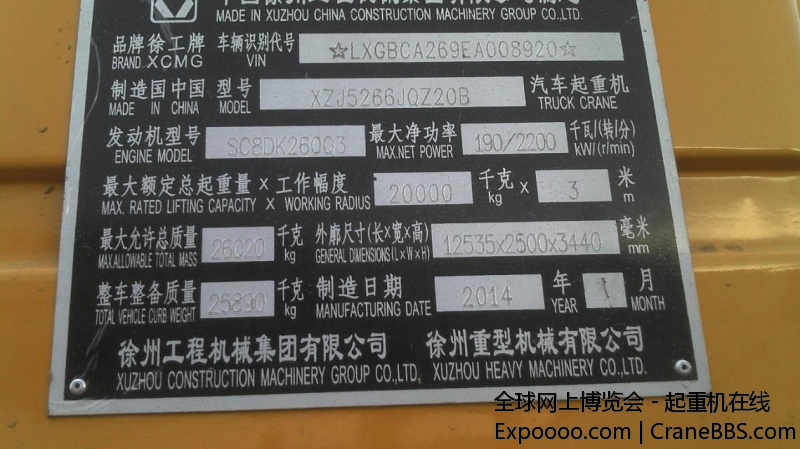 MADE IN XUZHOU CHINA CONSTRUCTION MACHINERY GROUP CO.,LTD.
品牌 徐工牌 车辆识别代号 ☆LXGBCA269EA008920☆
BRAND XCMG VIN
制造国 中国 型号 XZJ5266JQZ20B 汽车起重机
MADE IN CHINA MODEL TRUCK CRANE
发动机型号 SC8DK260Q3 最大净功率 190/2200 千瓦/(转/分)
ENGINE MODEL MAX.NET POWER kW/(r/min)
最大额定总起重量 × 工作幅度 20000 千克 × 3 米
MAX. RATED LIFTING CAPACITY × WORKING RADIUS kg m
最大允许总质量 26020 千克 外廓尺寸(长×宽×高) 12535x2500x3440 毫米
MAX.ALLOWABLE TOTAL MASS kg GENERAL DIMENSIONS(L×W×H) mm
整车整备质量 25890 千克 制造日期 2014 年 1 月
TOTAL VEHICLE CURB WEIGHT kg MANUFACTURING DATE YEAR MONTH
徐州工程机械集团有限公司 徐州重型机械有限公司
XUZHOU CONSTRUCTION MACHINERY GROUP CO.,LTD. XUZHOU HEAVY MACHINERY CO.,LTD.
全球网上博览会 - 起重机在线
Expoooo.com | CraneBBS.com